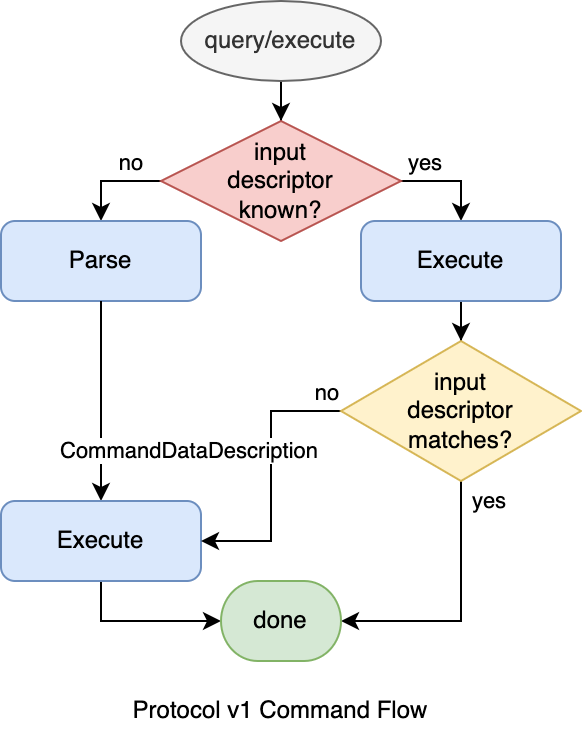 query/execute
input
descriptor
known?
no
yes
Parse
Execute
input
descriptor
matches?
no
CommandDataDescription
yes
Execute
done
Protocol v1 Command Flow